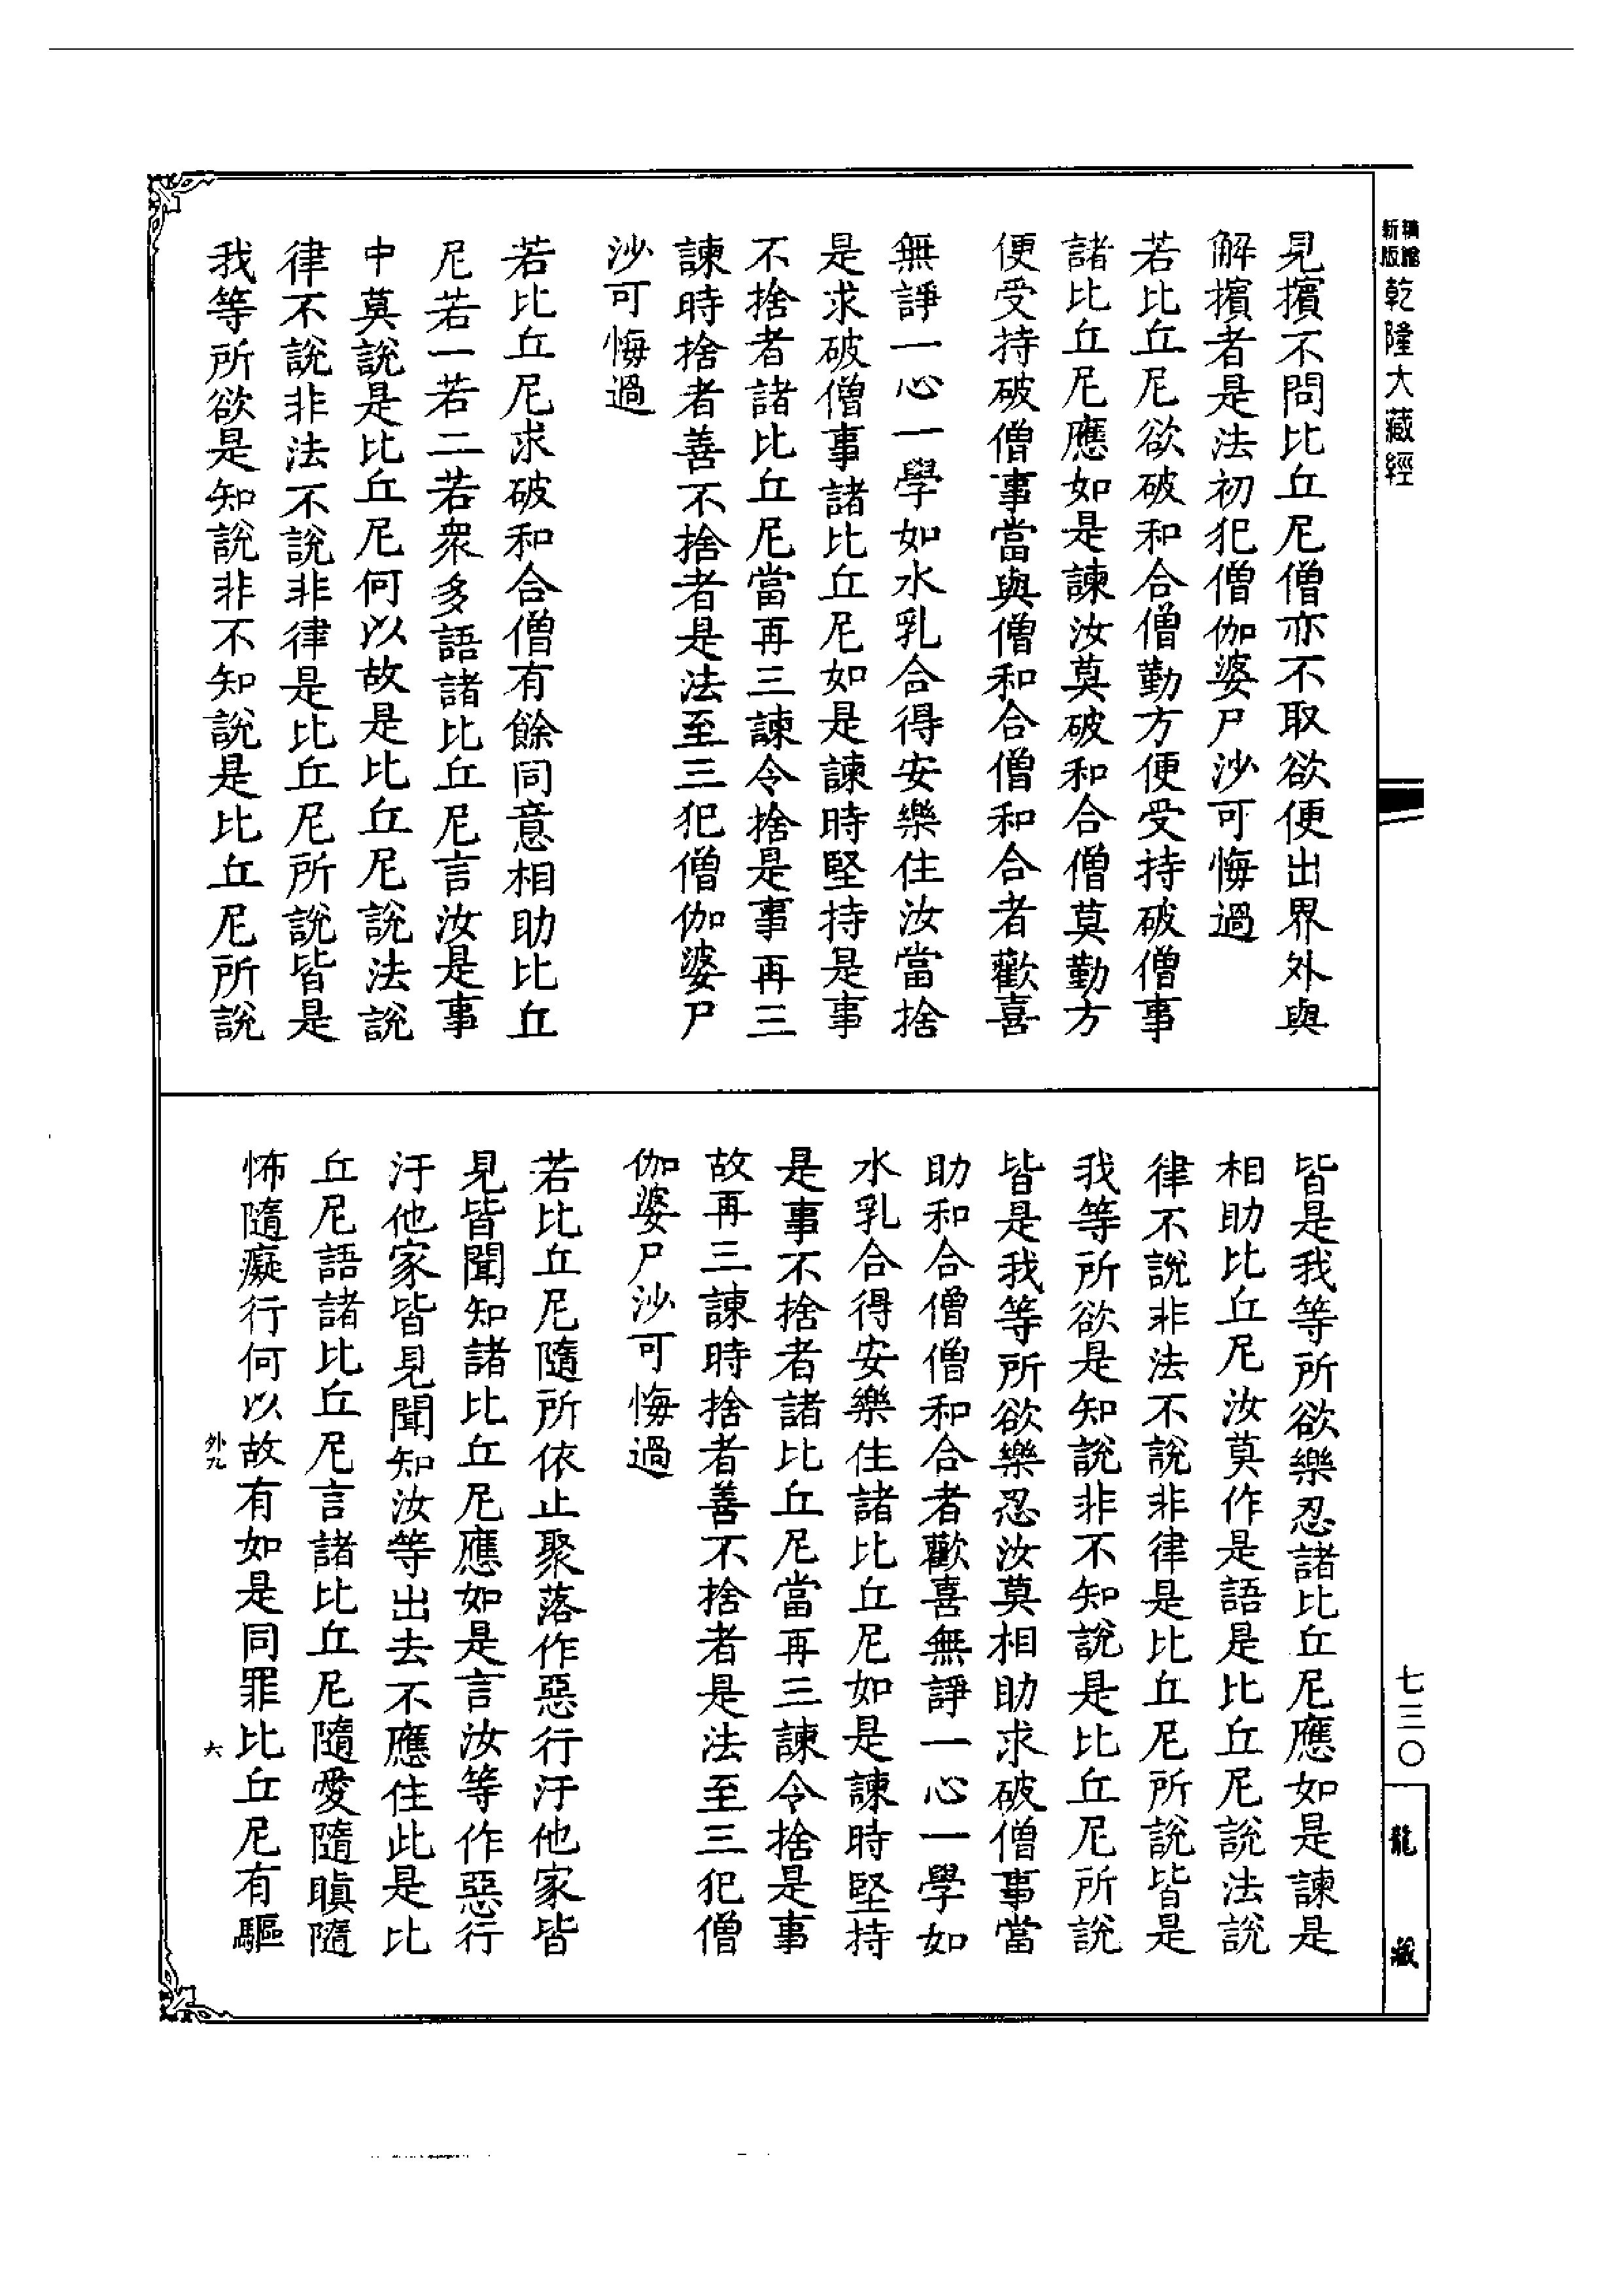 新版精縮乾隆大藏經
見擯不問比丘尼僧亦不取欲便出界外與
解擯者是法初犯僧伽婆尸沙可悔過
若比丘尼欲破和合僧勤方便受持破僧事
諸比丘尼應如是諫汝莫破和合僧莫勤方
便受持破僧事當與僧和合僧和合者歡喜
無諍一心一學如水乳合得安樂住汝當捨
是求破僧事諸比丘尼如是諫時堅持是事
不捨者諸比丘尼當再三諫令捨是事再三
諫時捨者善不捨者是法至三犯僧伽婆尸
沙可悔過
若比丘尼求破和合僧有餘同意相助比丘
尼若一若二若衆多語諸比丘尼言汝是事
中莫說是比丘尼何以故是比丘尼說法說
律不說非法不說非律是比丘尼所說皆是
我等所欲是知說非不知說是比丘尼所說
皆是我等所欲樂忍諸比丘尼應如是諫是
相助比丘尼汝莫作是語是比丘尼說法說
律不說非法不說非律是比丘尼所說皆是
我等所欲是知說非不知說是比丘尼所說
皆是我等所欲樂忍汝莫相助求破僧事當
助和合僧僧和合者歡喜無諍一心一學如
水乳合得安樂住諸比丘尼如是諫時堅持
是事不捨者諸比丘尼當再三諫令捨是事
故再三諫時捨者善不捨者是法至三犯僧
伽婆尸沙可悔過
若比丘尼隨所依止聚落作惡行汙他家皆
見皆聞知諸比丘尼應如是言汝等作惡行
汙他家皆見聞知汝等出去不應住此是比
丘尼語諸比丘尼言諸比丘尼隨愛隨瞋隨
怖隨癡行何以故有如是同罪比丘尼有驅
外九
六
七三〇
龍藏